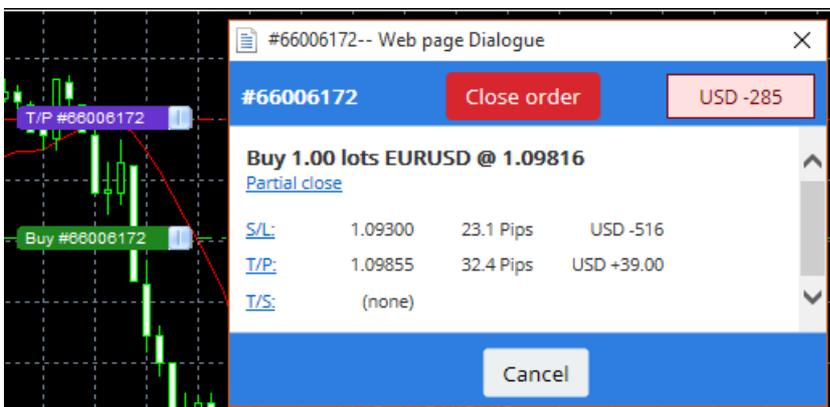 #66006172-- Web page Dialogue
#66006172 Close order USD -285
T/P #66006172
Buy 1.00 lots EURUSD @ 1.09816
Partial close
Buy #66006172
S/L: 1.09300 23.1 Pips USD -516
T/P: 1.09855 32.4 Pips USD +39.00
T/S: (none)
Cancel